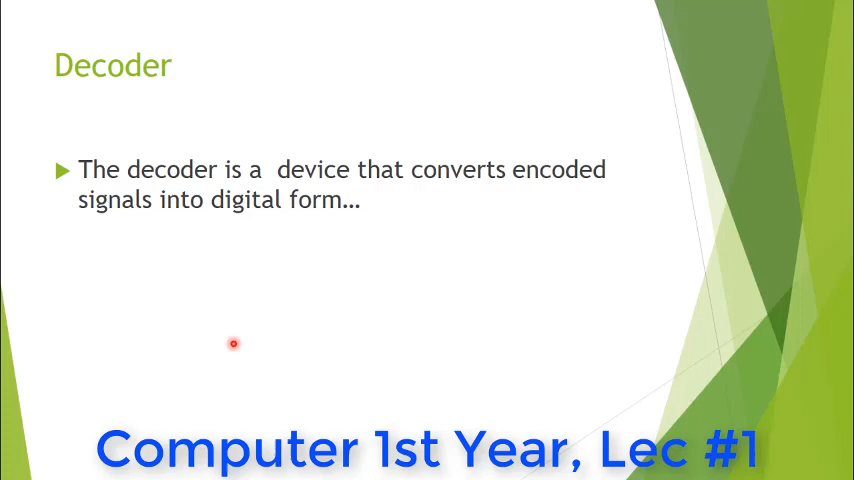 Decoder
The decoder is a device that converts encoded
signals into digital form...
Computer 1st Year, Lec #1